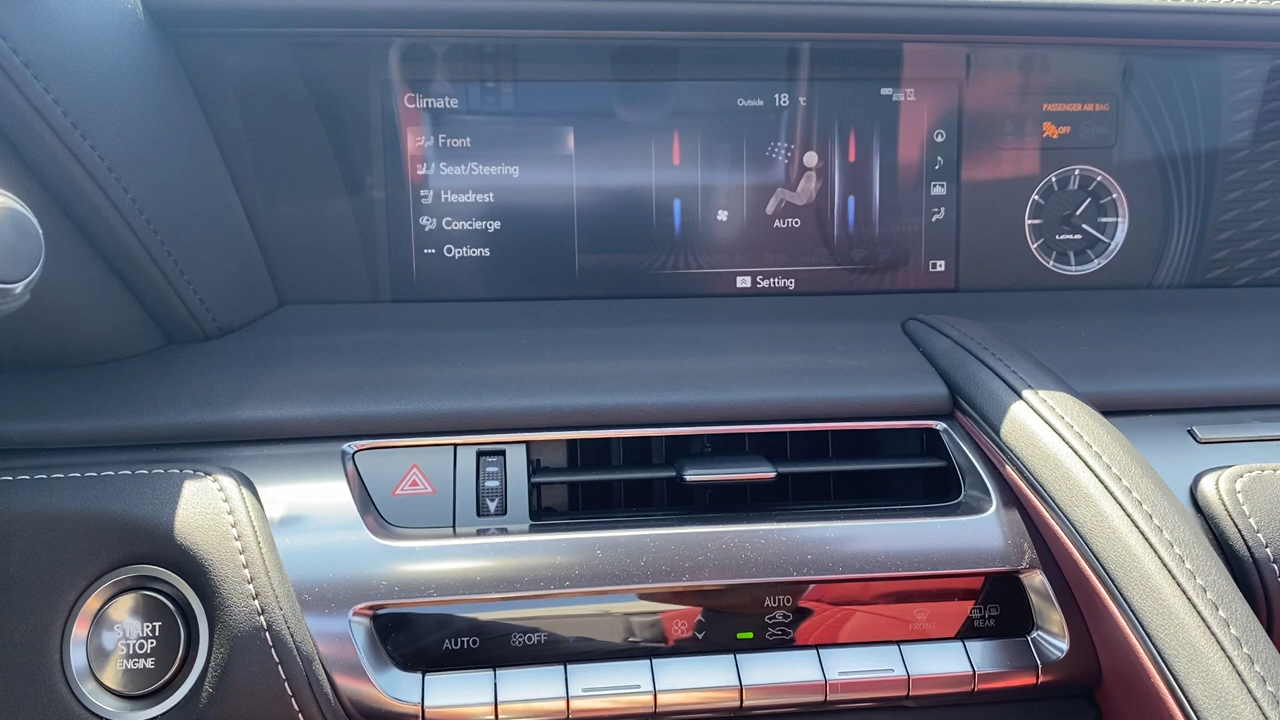 Climate
Outside 18 °C
Front
Seat/Steering
Headrest
Concierge
Options
AUTO
Setting
PASSENGER AIR BAG
OFF
LEXUS
START
STOP
ENGINE
AUTO
OFF
AUTO
FRONT
REAR